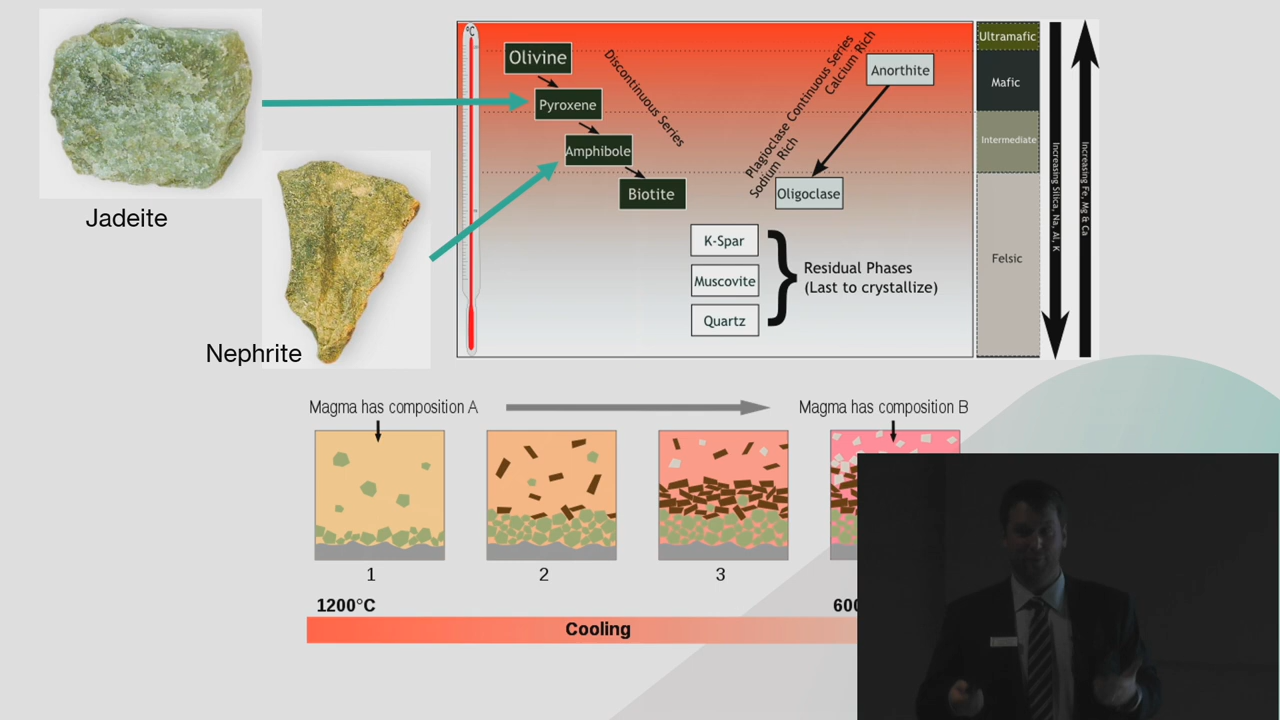 Jadeite
Nephrite
°C
Olivine
Pyroxene
Amphibole
Biotite
Discontinuous Series
Plagioclase Continuous Series
Calcium Rich
Sodium Rich
Anorthite
Oligoclase
K-Spar
Muscovite
Quartz
Residual Phases
(Last to crystallize)
Ultramafic
Mafic
Intermediate
Felsic
Increasing Silica, Na, Al, K
Increasing Fe, Mg & Ca
Magma has composition A
Magma has composition B
1
2
3
1200°C
600
Cooling